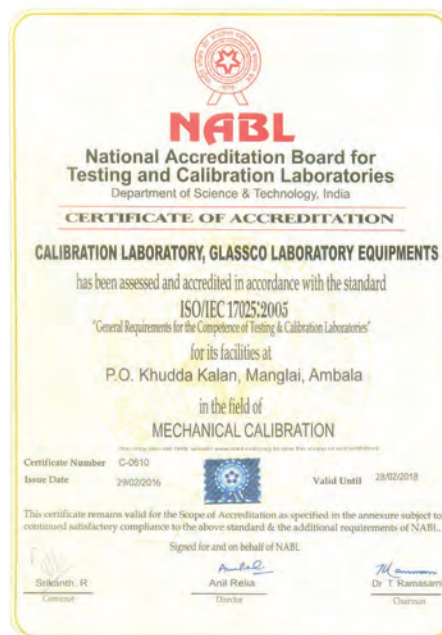 NABL
National Accreditation Board for
Testing and Calibration Laboratories
Department of Science & Technology, India
CERTIFICATE OF ACCREDITATION
CALIBRATION LABORATORY, GLASSCO LABORATORY EQUIPMENTS
has been assessed and accredited in accordance with the standard
ISO/IEC 17025:2005
"General Requirements for the Competence of Testing & Calibration Laboratories"
for its facilities at
P.O. Khudda Kalan, Manglai, Ambala
in the field of
MECHANICAL CALIBRATION
Certificate Number C-0610
Issue Date 29/02/2016 Valid Until 28/02/2018
This certificate remains valid for the Scope of Accreditation as specified in the annexure subject to
continued satisfactory compliance to the above standard & the additional requirements of NABL.
Signed for and on behalf of NABL
Srikanth. R Anil Relia Dr T Ramasami
Convenor Director Chairman